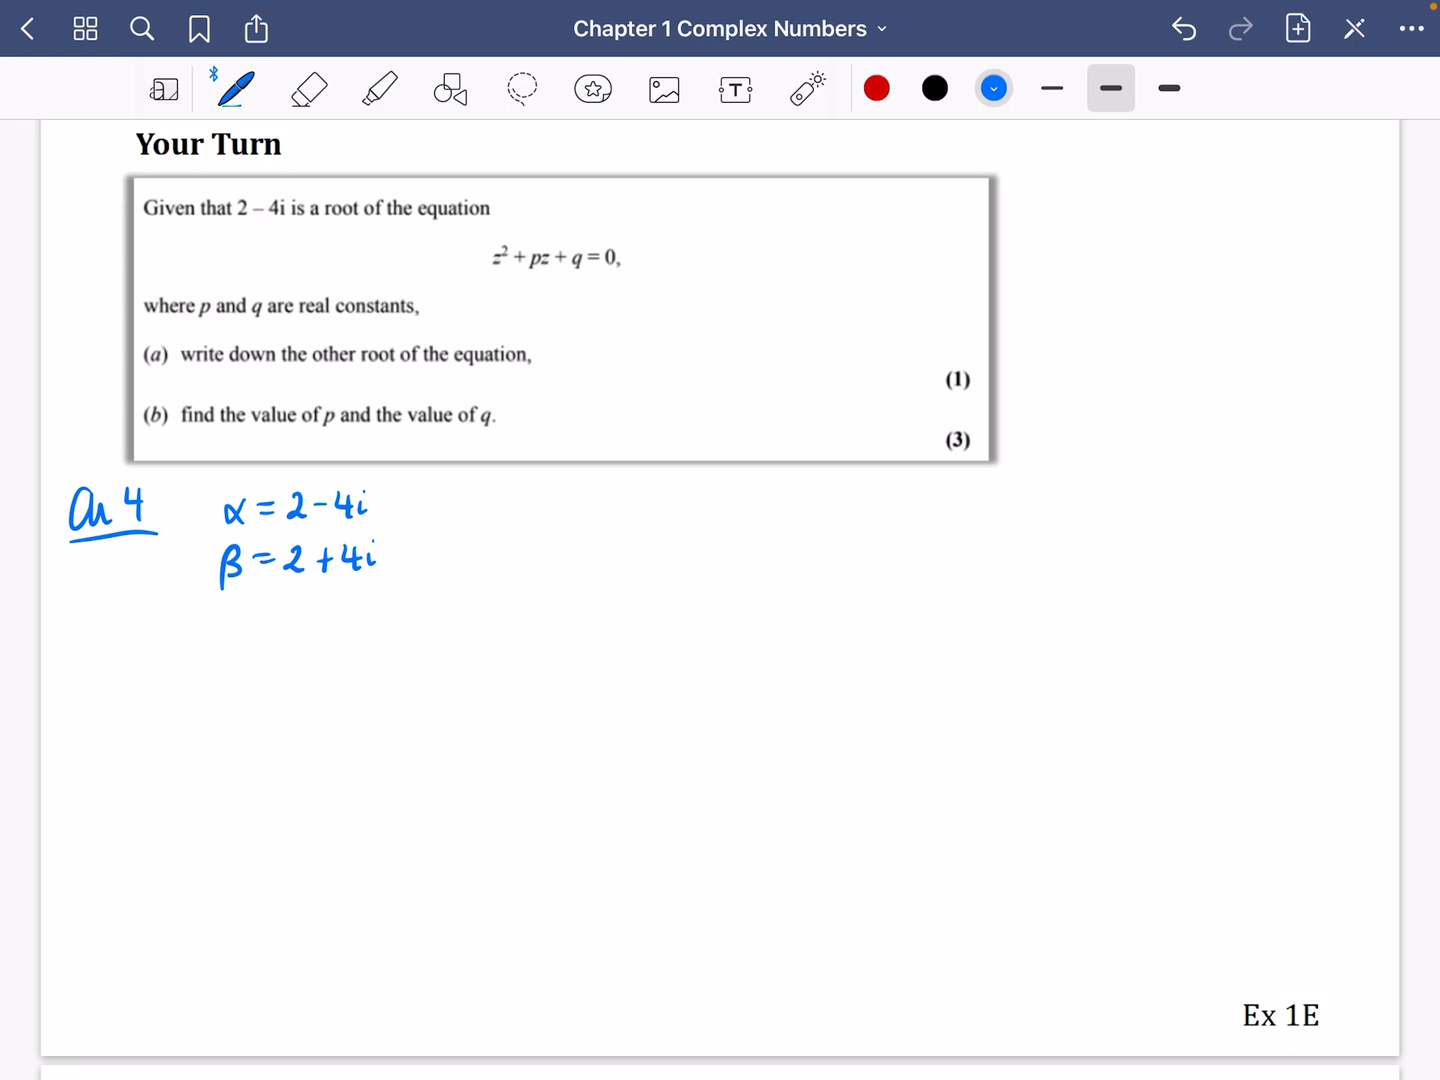 Chapter 1 Complex Numbers
Your Turn
Given that 2 – 4i is a root of the equation
z² + pz + q = 0,
where p and q are real constants,
(a) write down the other root of the equation,
(1)
(b) find the value of p and the value of q.
(3)
α = 2 - 4i
β = 2 + 4i
Ex 1E